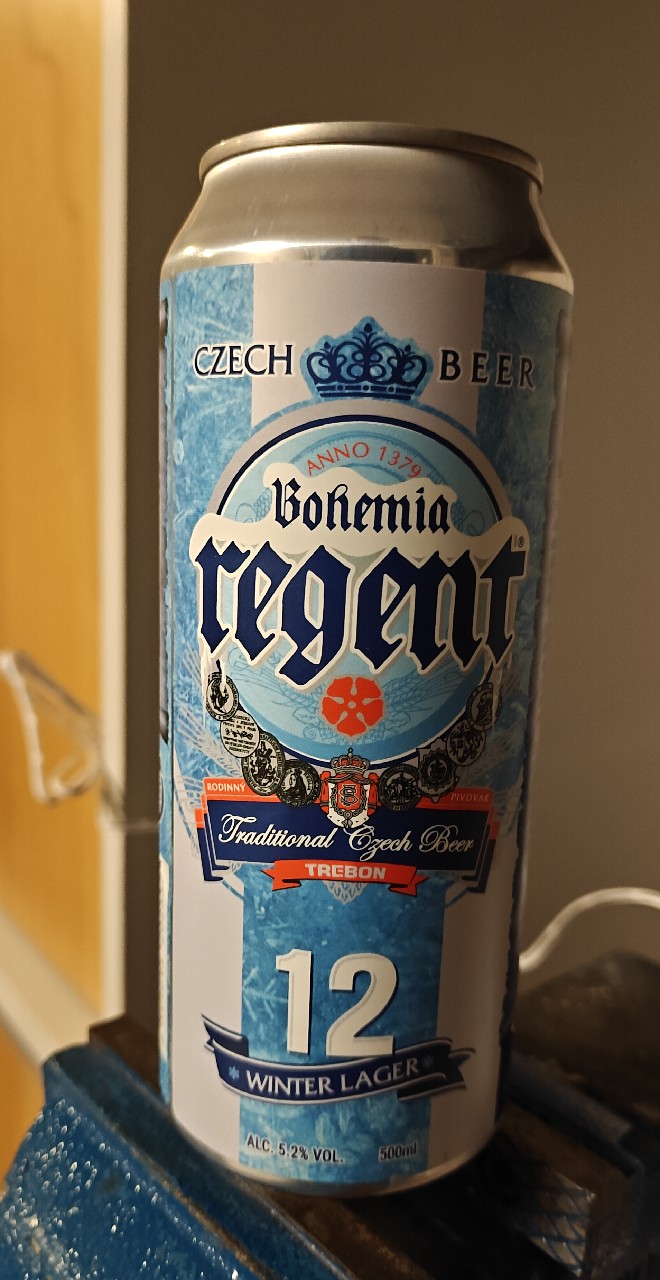 CZECH BEER
ANNO 1379
Bohemia
regent®
RODINNÝ PIVOVAR
Traditional Czech Beer
TREBON
12
WINTER LAGER
ALC. 5.2% VOL. 500ml